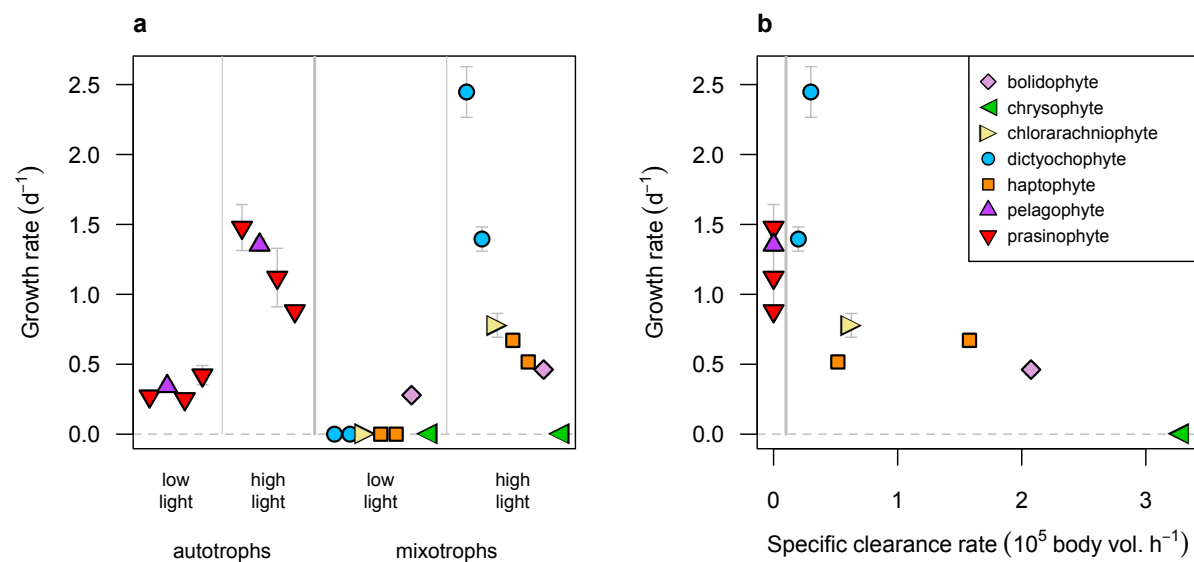 a
Growth rate (d⁻¹)
2.5
2.0
1.5
1.0
0.5
0.0
low
light
high
light
low
light
high
light
autotrophs
mixotrophs
b
Growth rate (d⁻¹)
2.5
2.0
1.5
1.0
0.5
0.0
bolidophyte
chrysophyte
chlorarachniophyte
dictyochophyte
haptophyte
pelagophyte
prasinophyte
0 1 2 3
Specific clearance rate (10⁵ body vol. h⁻¹)